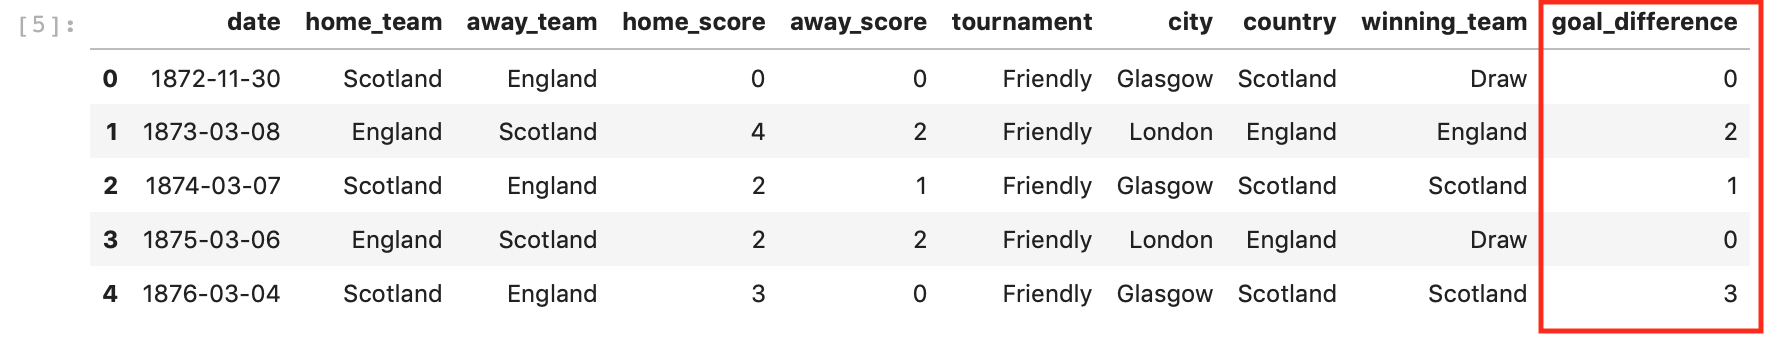 [5]: date home_team away_team home_score away_score tournament city country winning_team goal_difference
0 1872-11-30 Scotland England 0 0 Friendly Glasgow Scotland Draw 0
1 1873-03-08 England Scotland 4 2 Friendly London England England 2
2 1874-03-07 Scotland England 2 1 Friendly Glasgow Scotland Scotland 1
3 1875-03-06 England Scotland 2 2 Friendly London England Draw 0
4 1876-03-04 Scotland England 3 0 Friendly Glasgow Scotland Scotland 3